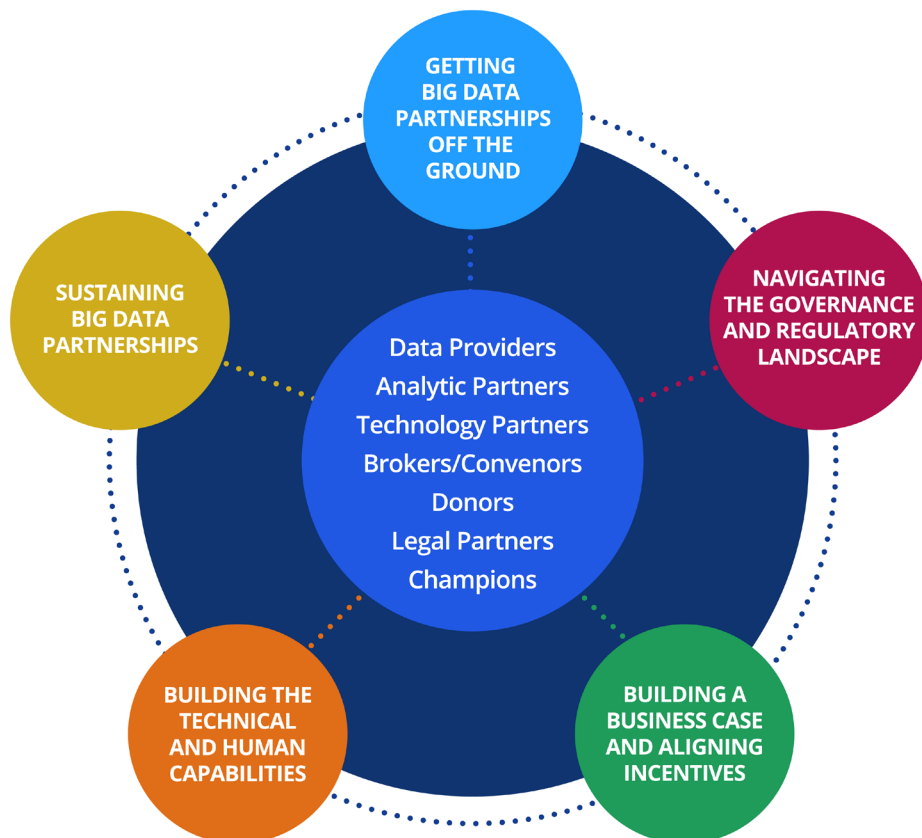 GETTING
BIG DATA
PARTNERSHIPS
OFF THE
GROUND
NAVIGATING
THE GOVERNANCE
AND REGULATORY
LANDSCAPE
SUSTAINING
BIG DATA
PARTNERSHIPS
Data Providers
Analytic Partners
Technology Partners
Brokers/Convenors
Donors
Legal Partners
Champions
BUILDING THE
TECHNICAL
AND HUMAN
CAPABILITIES
BUILDING A
BUSINESS CASE
AND ALIGNING
INCENTIVES